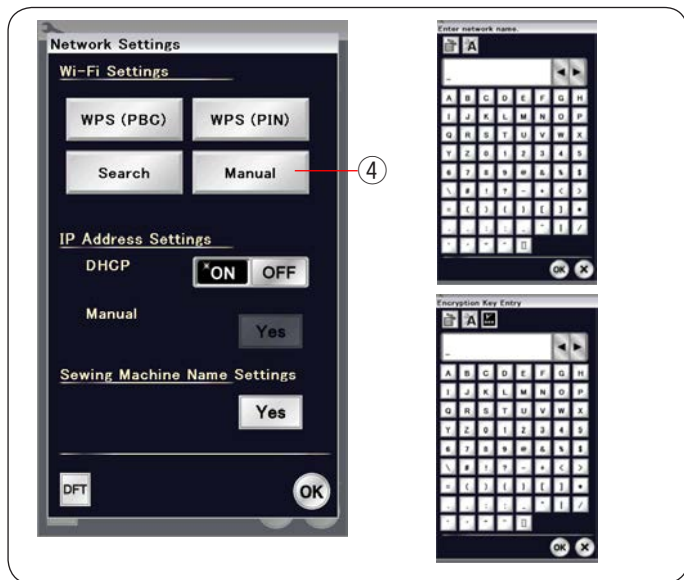 Network Settings
Wi-Fi Settings
WPS (PBC) WPS (PIN)
Search Manual
④
IP Address Settings
DHCP ON OFF
Manual
Yes
Sewing Machine Name Settings
Yes
DFT OK
Enter network name.
A
_
A B C D E F G H
I J K L M N O P
Q R S T U V W X
Y Z 0 1 2 3 4 5
6 7 8 9 @ & % $
\ # ! ? - + < >
= ( ) { } [ ]
| /
OK
Encryption Key Entry
A
_
A B C D E F G H
I J K L M N O P
Q R S T U V W X
Y Z 0 1 2 3 4 5
6 7 8 9 @ & % $
\ # ! ? - + < >
= ( ) { } [ ]
| /
OK